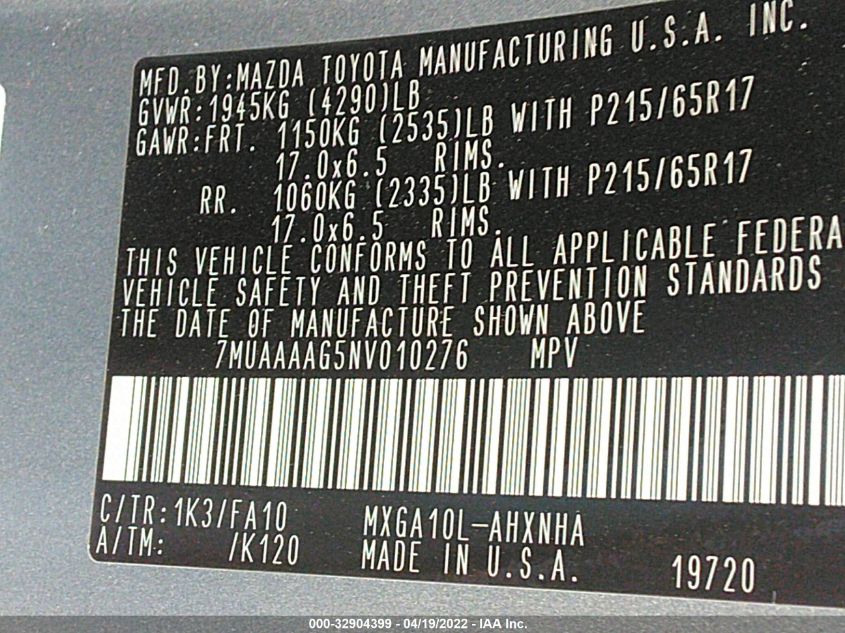 MFD.BY:MAZDA TOYOTA MANUFACTURING U.S.A. INC.
GVWR:1945KG (4290)LB
GAWR:FRT. 1150KG (2535)LB WITH P215/65R17
17.0x6.5 RIMS.
RR. 1060KG (2335)LB WITH P215/65R17
17.0x6.5 RIMS.
THIS VEHICLE CONFORMS TO ALL APPLICABLE FEDERA
VEHICLE SAFETY AND THEFT PREVENTION STANDARDS
THE DATE OF MANUFACTURE SHOWN ABOVE
7MUAAAAG5NV010276 MPV
C/TR:1K3/FA10 MXGA10L-AHXNHA
A/TM: /K120 MADE IN U.S.A. 19720
000-32904399 - 04/19/2022 - IAA Inc.